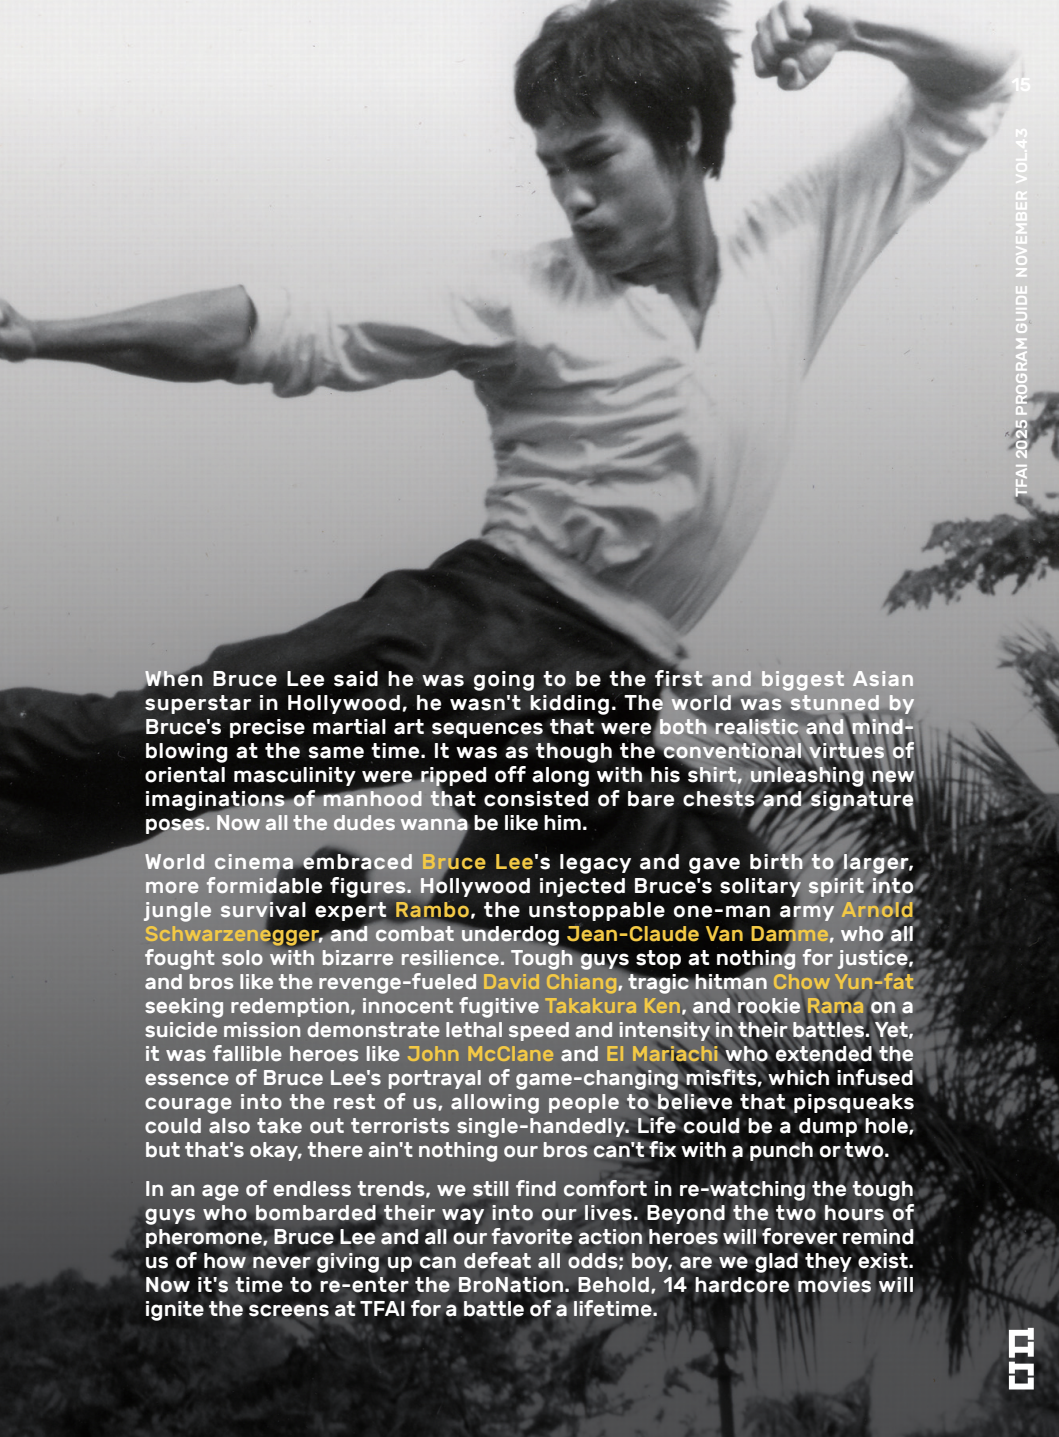 15
TFAI 2025 PROGRAM GUIDE NOVEMBER VOL.43
When Bruce Lee said he was going to be the first and biggest Asian
superstar in Hollywood, he wasn't kidding. The world was stunned by
Bruce's precise martial art sequences that were both realistic and mind-
blowing at the same time. It was as though the conventional virtues of
oriental masculinity were ripped off along with his shirt, unleashing new
imaginations of manhood that consisted of bare chests and signature
poses. Now all the dudes wanna be like him.
World cinema embraced Bruce Lee's legacy and gave birth to larger,
more formidable figures. Hollywood injected Bruce's solitary spirit into
jungle survival expert Rambo, the unstoppable one-man army Arnold
Schwarzenegger, and combat underdog Jean-Claude Van Damme, who all
fought solo with bizarre resilience. Tough guys stop at nothing for justice,
and bros like the revenge-fueled David Chiang, tragic hitman Chow Yun-fat
seeking redemption, innocent fugitive Takakura Ken, and rookie Rama on a
suicide mission demonstrate lethal speed and intensity in their battles. Yet,
it was fallible heroes like John McClane and El Mariachi who extended the
essence of Bruce Lee's portrayal of game-changing misfits, which infused
courage into the rest of us, allowing people to believe that pipsqueaks
could also take out terrorists single-handedly. Life could be a dump hole,
but that's okay, there ain't nothing our bros can't fix with a punch or two.
In an age of endless trends, we still find comfort in re-watching the tough
guys who bombarded their way into our lives. Beyond the two hours of
pheromone, Bruce Lee and all our favorite action heroes will forever remind
us of how never giving up can defeat all odds; boy, are we glad they exist.
Now it's time to re-enter the BroNation. Behold, 14 hardcore movies will
ignite the screens at TFAI for a battle of a lifetime.